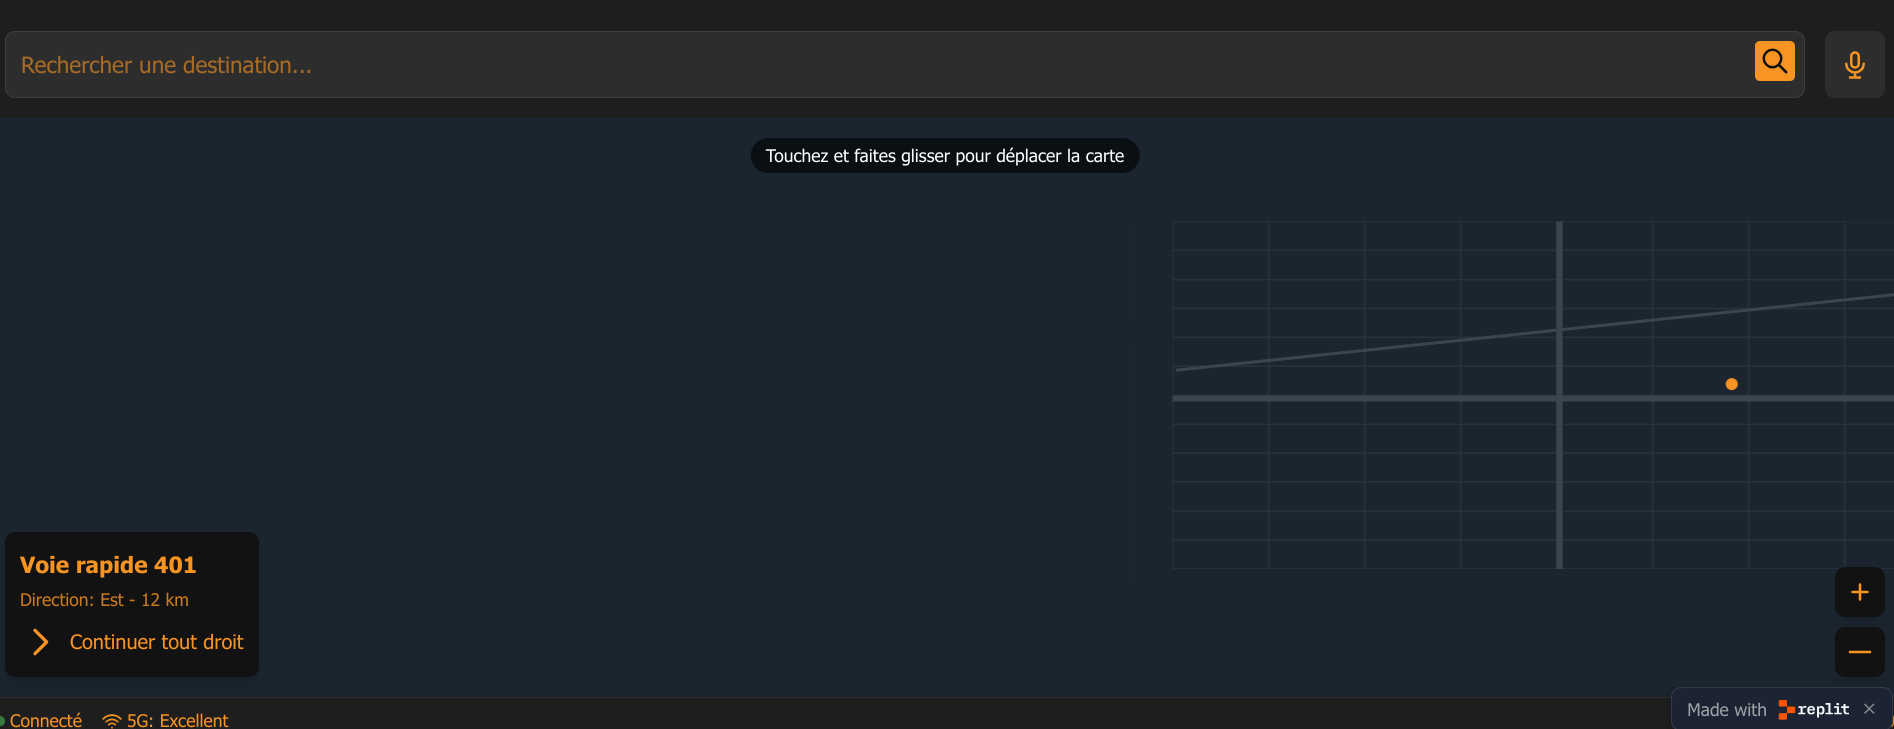 Rechercher une destination...
Touchez et faites glisser pour déplacer la carte
Voie rapide 401
Direction: Est - 12 km
Continuer tout droit
Connecté 5G: Excellent
Made with replit